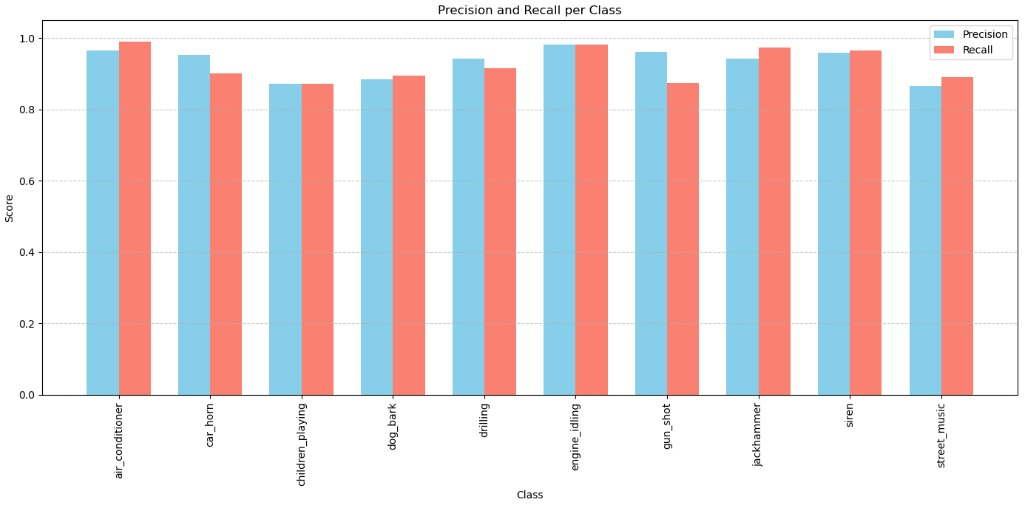 Precision and Recall per Class
Precision
Recall
Score
1.0
0.8
0.6
0.4
0.2
0.0
air_conditioner
car_horn
children_playing
dog_bark
drilling
engine_idling
gun_shot
jackhammer
siren
street_music
Class